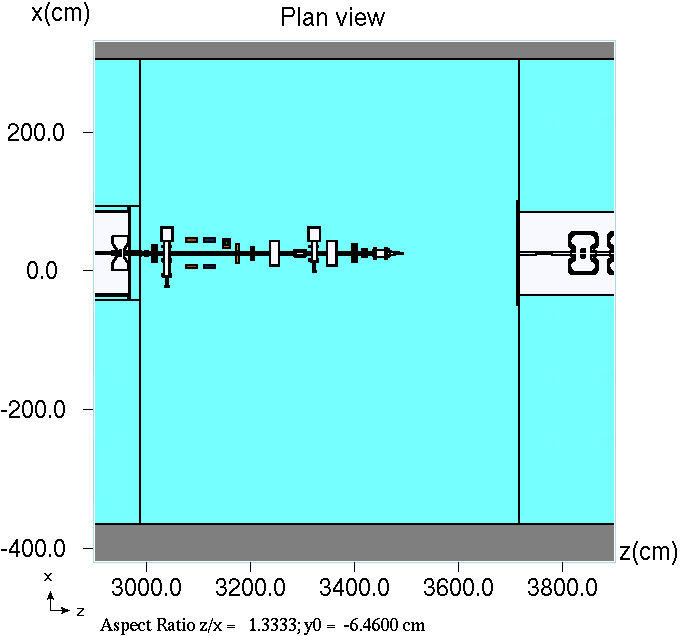 x(cm)
Plan view
200.0
0.0
-200.0
-400.0
z(cm)
3000.0 3200.0 3400.0 3600.0 3800.0
x
z
Aspect Ratio z/x = 1.3333; y0 = -6.4600 cm